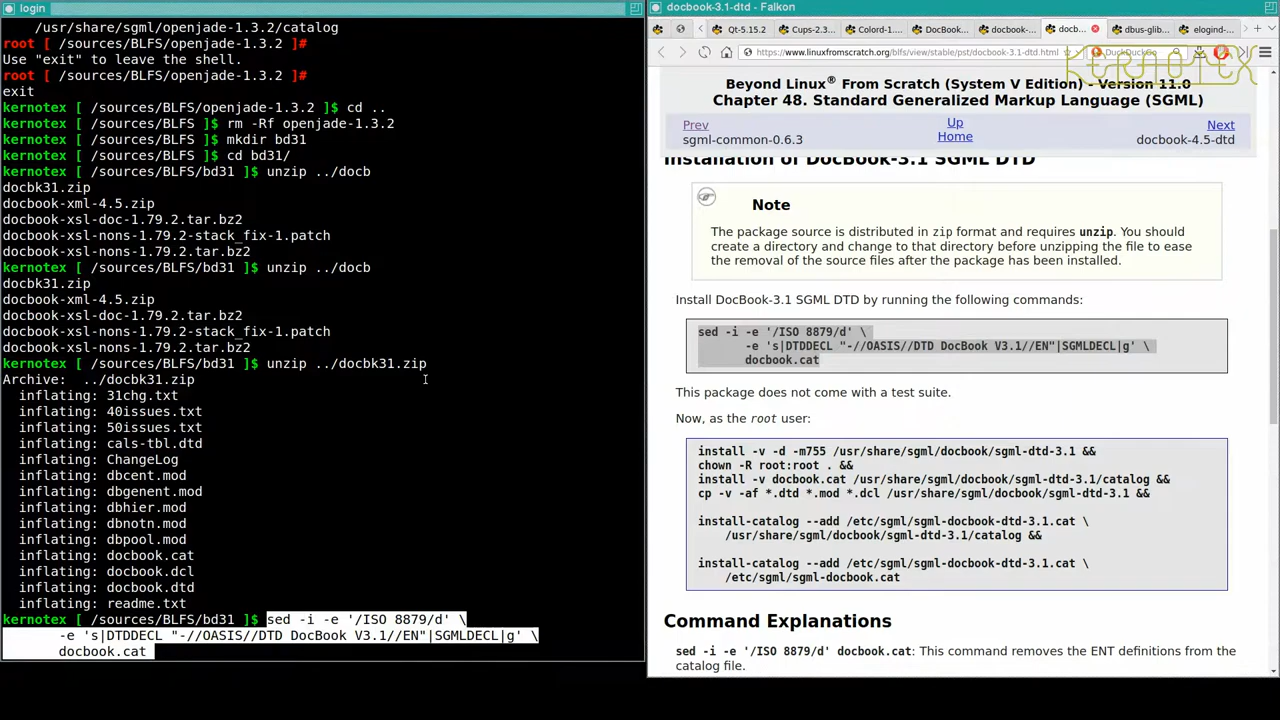 login
/usr/share/sgml/openjade-1.3.2/catalog
root [ /sources/BLFS/openjade-1.3.2 ]#
Use "exit" to leave the shell.
root [ /sources/BLFS/openjade-1.3.2 ]#
exit
kernotex [ /sources/BLFS/openjade-1.3.2 ]$ cd ..
kernotex [ /sources/BLFS ]$ rm -Rf openjade-1.3.2
kernotex [ /sources/BLFS ]$ mkdir bd31
kernotex [ /sources/BLFS ]$ cd bd31/
kernotex [ /sources/BLFS/bd31 ]$ unzip ../docb
docbk31.zip
docbook-xml-4.5.zip
docbook-xsl-doc-1.79.2.tar.bz2
docbook-xsl-nons-1.79.2-stack_fix-1.patch
docbook-xsl-nons-1.79.2.tar.bz2
kernotex [ /sources/BLFS/bd31 ]$ unzip ../docb
docbk31.zip
docbook-xml-4.5.zip
docbook-xsl-doc-1.79.2.tar.bz2
docbook-xsl-nons-1.79.2-stack_fix-1.patch
docbook-xsl-nons-1.79.2.tar.bz2
kernotex [ /sources/BLFS/bd31 ]$ unzip ../docbk31.zip
Archive:  ../docbk31.zip
inflating: 31chg.txt
inflating: 40issues.txt
inflating: 50issues.txt
inflating: cals-tbl.dtd
inflating: ChangeLog
inflating: dbcent.mod
inflating: dbgenent.mod
inflating: dbhier.mod
inflating: dbnotn.mod
inflating: dbpool.mod
inflating: docbook.cat
inflating: docbook.dcl
inflating: docbook.dtd
inflating: readme.txt
kernotex [ /sources/BLFS/bd31 ]$ sed -i -e '/ISO 8879/d' \
-e 's|DTDDECL "-//OASIS//DTD DocBook V3.1//EN"|SGMLDECL|g' \
docbook.cat
docbook-3.1-dtd - Falkon
Qt-5.15.2 Cups-2.3... Colord-1.... DocBook... docbook-... docb... dbus-glib... elogind-...
https://www.linuxfromscratch.org/blfs/view/stable/pst/docbook-3.1-dtd.html DuckDuckGo
KERNOTEX
Beyond Linux® From Scratch (System V Edition) - Version 11.0
Chapter 48. Standard Generalized Markup Language (SGML)
Prev Up Next
sgml-common-0.6.3 Home docbook-4.5-dtd
Installation of DocBook-3.1 SGML DTD
Note
The package source is distributed in zip format and requires unzip. You should
create a directory and change to that directory before unzipping the file to ease
the removal of the source files after the package has been installed.
Install DocBook-3.1 SGML DTD by running the following commands:
sed -i -e '/ISO 8879/d' \
-e 's|DTDDECL "-//OASIS//DTD DocBook V3.1//EN"|SGMLDECL|g' \
docbook.cat
This package does not come with a test suite.
Now, as the root user:
install -v -d -m755 /usr/share/sgml/docbook/sgml-dtd-3.1 &&
chown -R root:root . &&
install -v docbook.cat /usr/share/sgml/docbook/sgml-dtd-3.1/catalog &&
cp -v -af *.dtd *.mod *.dcl /usr/share/sgml/docbook/sgml-dtd-3.1 &&
install-catalog --add /etc/sgml/sgml-docbook-dtd-3.1.cat \
/usr/share/sgml/docbook/sgml-dtd-3.1/catalog &&
install-catalog --add /etc/sgml/sgml-docbook-dtd-3.1.cat \
/etc/sgml/sgml-docbook.cat
Command Explanations
sed -i -e '/ISO 8879/d' docbook.cat: This command removes the ENT definitions from the
catalog file.